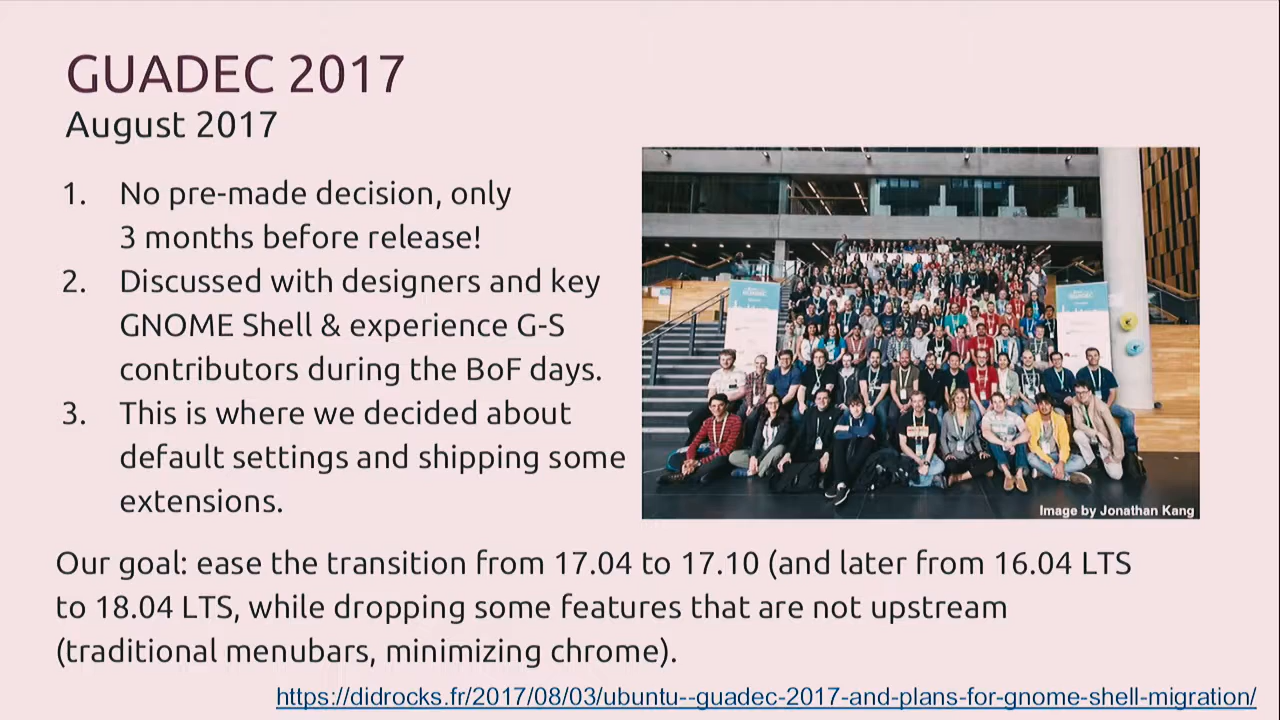 GUADEC 2017
August 2017
1. No pre-made decision, only
3 months before release!
2. Discussed with designers and key
GNOME Shell & experience G-S
contributors during the BoF days.
3. This is where we decided about
default settings and shipping some
extensions.
Image by Jonathan Kang
Our goal: ease the transition from 17.04 to 17.10 (and later from 16.04 LTS
to 18.04 LTS, while dropping some features that are not upstream
(traditional menubars, minimizing chrome).
https://didrocks.fr/2017/08/03/ubuntu--guadec-2017-and-plans-for-gnome-shell-migration/